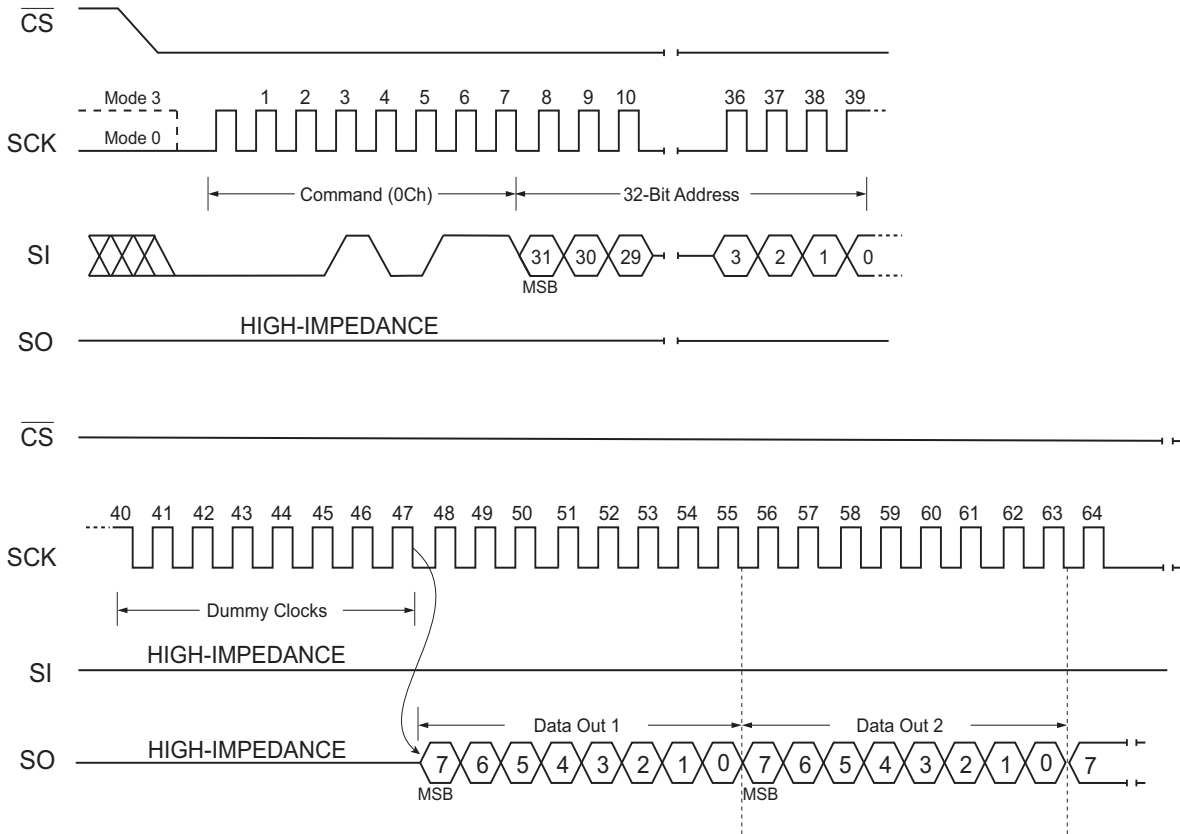 CS
Mode 3
1 2 3 4 5 6 7 8 9 10 36 37 38 39
SCK
Mode 0
Command (0Ch)
32-Bit Address
SI
31 30 29 3 2 1 0
MSB
HIGH-IMPEDANCE
SO
CS
40 41 42 43 44 45 46 47 48 49 50 51 52 53 54 55 56 57 58 59 60 61 62 63 64
SCK
Dummy Clocks
HIGH-IMPEDANCE
SI
Data Out 1
Data Out 2
HIGH-IMPEDANCE
SO
7 6 5 4 3 2 1 0 7 6 5 4 3 2 1 0 7
MSB MSB